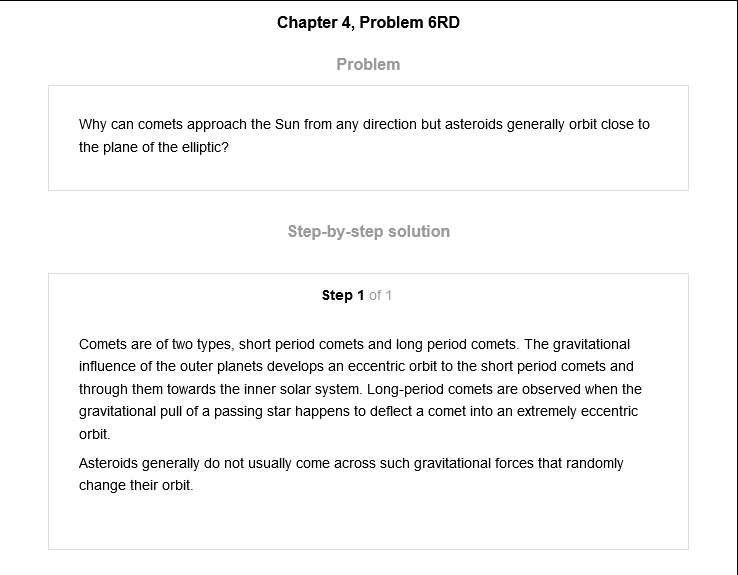 Chapter 4, Problem 6RD
Problem
Why can comets approach the Sun from any direction but asteroids generally orbit close to
the plane of the elliptic?
Step-by-step solution
Step 1 of 1
Comets are of two types, short period comets and long period comets. The gravitational
influence of the outer planets develops an eccentric orbit to the short period comets and
through them towards the inner solar system. Long-period comets are observed when the
gravitational pull of a passing star happens to deflect a comet into an extremely eccentric
orbit.
Asteroids generally do not usually come across such gravitational forces that randomly
change their orbit.